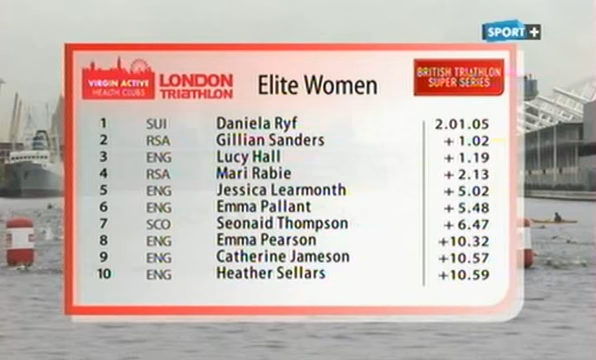 SPORT +
VIRGIN ACTIVE
HEALTH CLUBS
LONDON
TRIATHLON
Elite Women
BRITISH TRIATHLON
SUPER SERIES
1 SUI Daniela Ryf 2.01.05
2 RSA Gillian Sanders + 1.02
3 ENG Lucy Hall + 1.19
4 RSA Mari Rabie + 2.13
5 ENG Jessica Learmonth + 5.02
6 ENG Emma Pallant + 5.48
7 SCO Seonaid Thompson + 6.47
8 ENG Emma Pearson +10.32
9 ENG Catherine Jameson +10.57
10 ENG Heather Sellars +10.59
SPORT